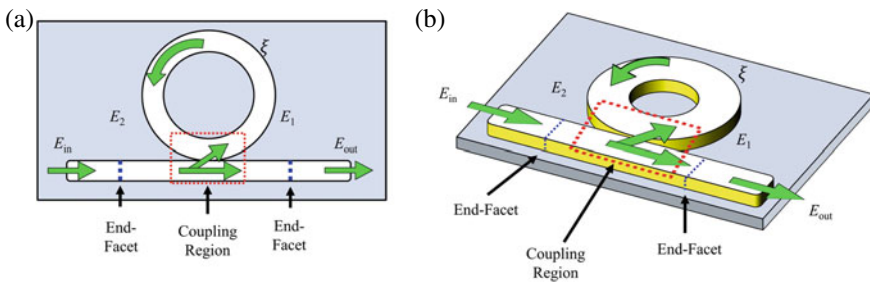 (a)
ξ
E2
E1
Ein
Eout
End-
Facet
Coupling
Region
End-
Facet
(b)
ξ
E2
Ein
E1
Eout
End-Facet
Coupling
Region
End-Facet